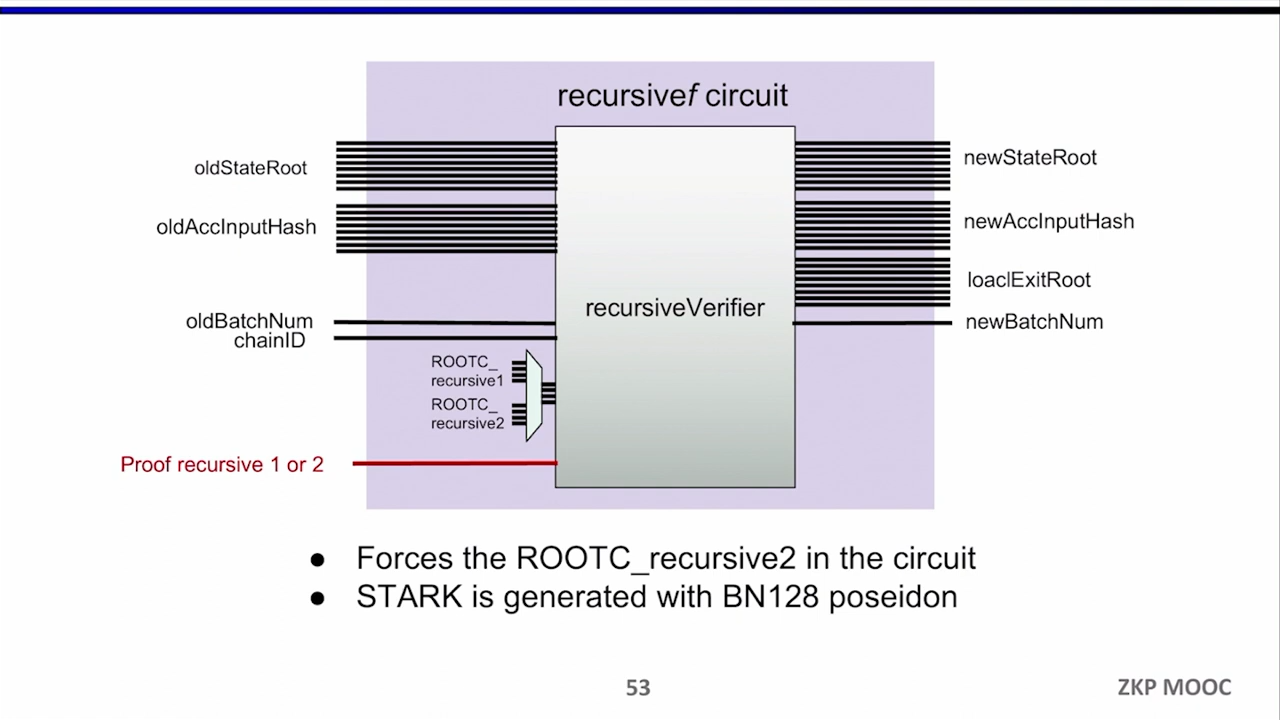 recursivef circuit
oldStateRoot
oldAccInputHash
oldBatchNum
chainID
ROOTC_
recursive1
ROOTC_
recursive2
Proof recursive 1 or 2
recursiveVerifier
newStateRoot
newAccInputHash
loaclExitRoot
newBatchNum
● Forces the ROOTC_recursive2 in the circuit
● STARK is generated with BN128 poseidon
53
ZKP MOOC